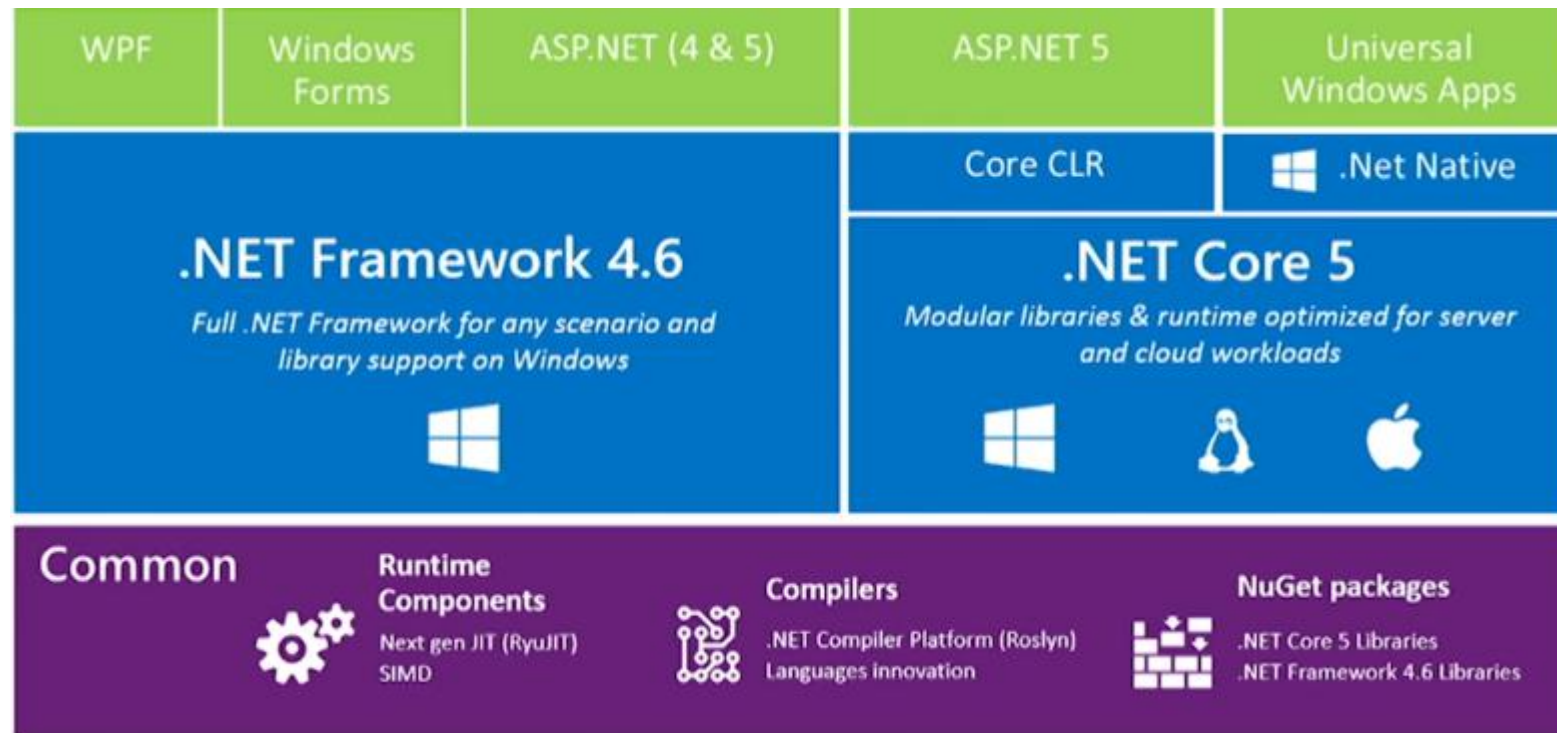 WPF
Windows
Forms
ASP.NET (4 & 5)
ASP.NET 5
Universal
Windows Apps
Core CLR
.Net Native
.NET Framework 4.6
Full .NET Framework for any scenario and
library support on Windows
.NET Core 5
Modular libraries & runtime optimized for server
and cloud workloads
Common
Runtime
Components
Next gen JIT (RyuJIT)
SIMD
Compilers
.NET Compiler Platform (Roslyn)
Languages innovation
NuGet packages
.NET Core 5 Libraries
.NET Framework 4.6 Libraries